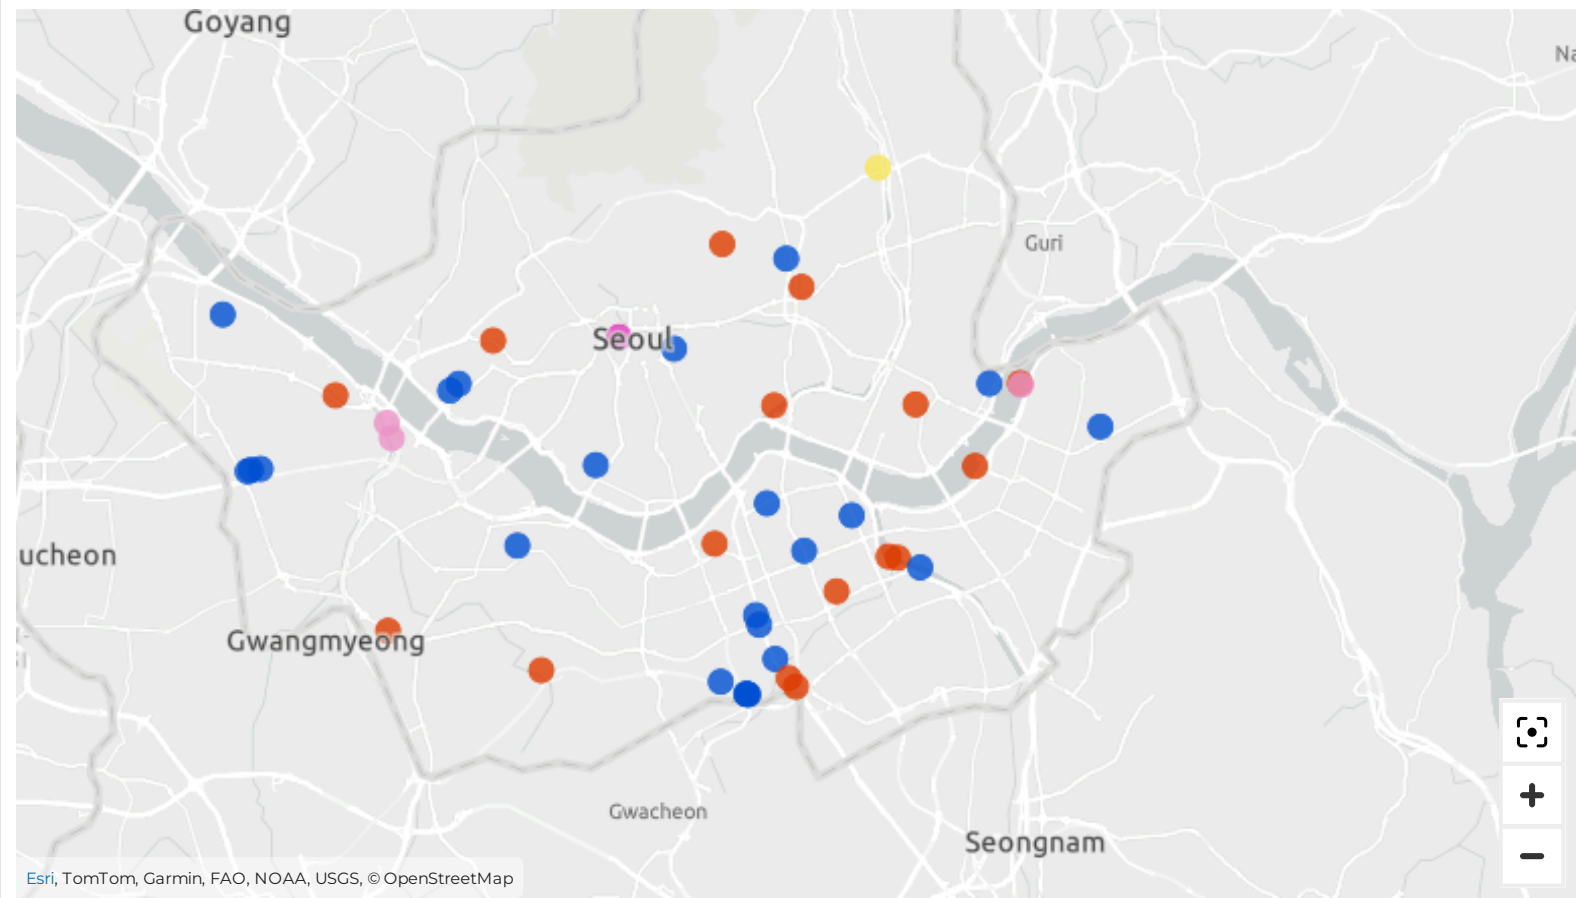 Goyang
Na
Guri
Seoul
ucheon
Gwangmyeong
Gwacheon
Seongnam
Esri, TomTom, Garmin, FAO, NOAA, USGS, © OpenStreetMap